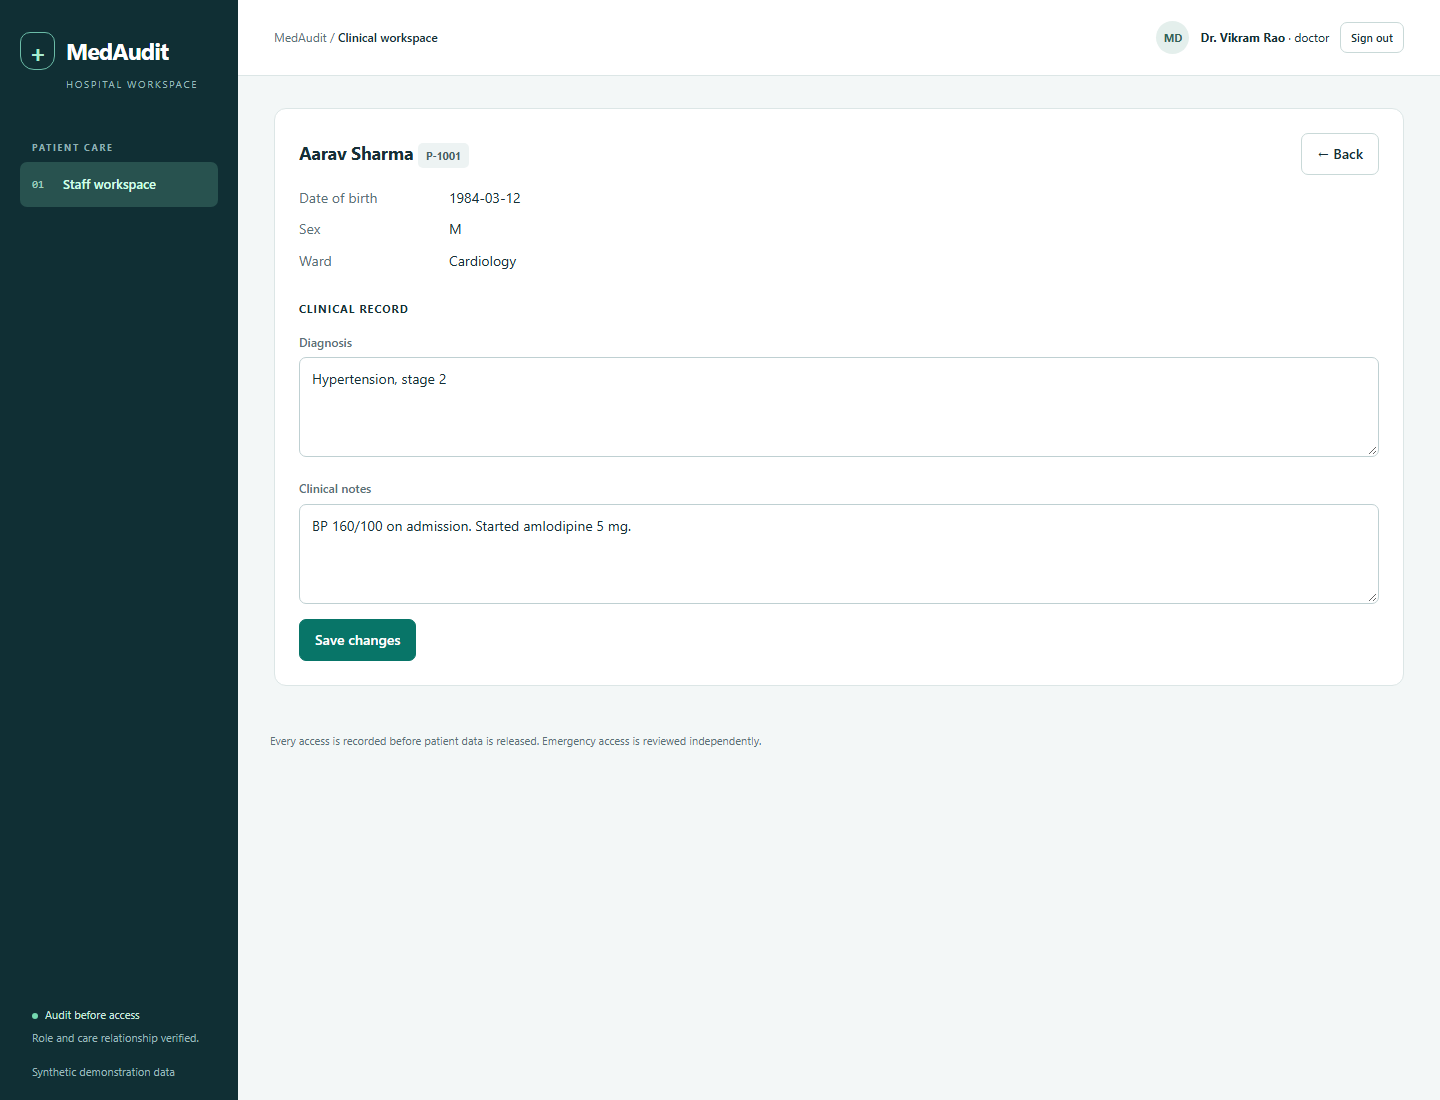 + MedAudit
HOSPITAL WORKSPACE
PATIENT CARE
01 Staff workspace
Audit before access
Role and care relationship verified.
Synthetic demonstration data
MedAudit / Clinical workspace
MD Dr. Vikram Rao · doctor Sign out
Aarav Sharma P-1001
← Back
Date of birth 1984-03-12
Sex M
Ward Cardiology
CLINICAL RECORD
Diagnosis
Hypertension, stage 2
Clinical notes
BP 160/100 on admission. Started amlodipine 5 mg.
Save changes
Every access is recorded before patient data is released. Emergency access is reviewed independently.